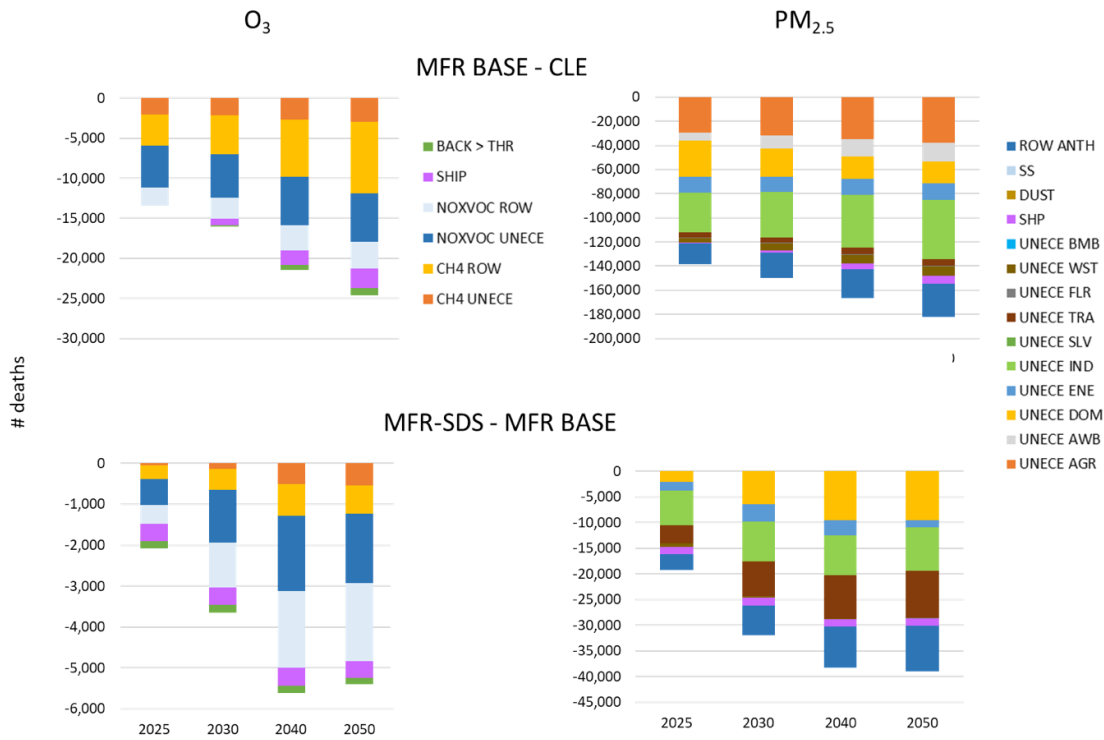 O3
PM2.5
MFR BASE - CLE
0
-5,000
-10,000
-15,000
-20,000
-25,000
-30,000
BACK > THR
SHIP
NOXVOC ROW
NOXVOC UNECE
CH4 ROW
CH4 UNECE
0
-20,000
-40,000
-60,000
-80,000
-100,000
-120,000
-140,000
-160,000
-180,000
-200,000
ROW ANTH
SS
DUST
SHP
UNECE BMB
UNECE WST
UNECE FLR
UNECE TRA
UNECE SLV
UNECE IND
UNECE ENE
UNECE DOM
UNECE AWB
UNECE AGR
# deaths
MFR-SDS - MFR BASE
0
-1,000
-2,000
-3,000
-4,000
-5,000
-6,000
2025 2030 2040 2050
0
-5,000
-10,000
-15,000
-20,000
-25,000
-30,000
-35,000
-40,000
-45,000
2025 2030 2040 2050